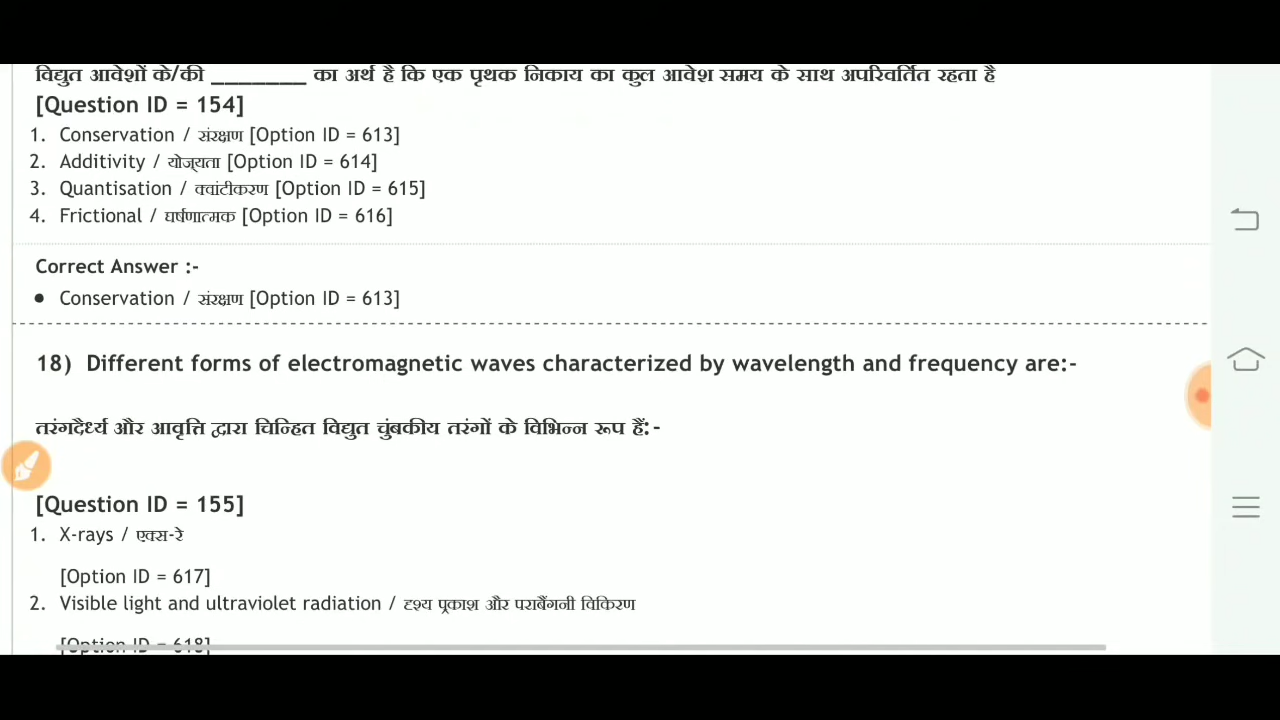 विद्युत आवेशों के/की ________ का अर्थ है कि एक पृथक निकाय का कुल आवेश समय के साथ अपरिवर्तित रहता है
[Question ID = 154]
1. Conservation / संरक्षण [Option ID = 613]
2. Additivity / योज्यता [Option ID = 614]
3. Quantisation / क्वांटीकरण [Option ID = 615]
4. Frictional / घर्षणात्मक [Option ID = 616]
Correct Answer :-
● Conservation / संरक्षण [Option ID = 613]
18) Different forms of electromagnetic waves characterized by wavelength and frequency are:-
तरंगदैर्ध्य और आवृत्ति द्वारा चिन्हित विद्युत चुंबकीय तरंगों के विभिन्न रूप हैं:-
[Question ID = 155]
1. X-rays / एक्स-रे
[Option ID = 617]
2. Visible light and ultraviolet radiation / दृश्य प्रकाश और पराबैंगनी विकिरण
[Option ID = 618]